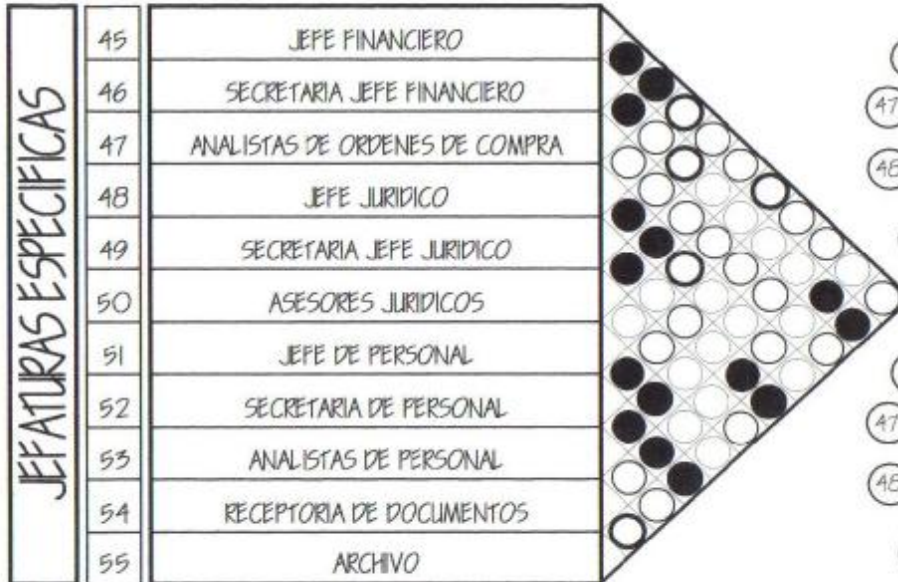 JEFATURAS ESPECIFICAS
45 JEFE FINANCIERO
46 SECRETARIA JEFE FINANCIERO
47 ANALISTAS DE ORDENES DE COMPRA
48 JEFE JURIDICO
49 SECRETARIA JEFE JURIDICO
50 ASESORES JURIDICOS
51 JEFE DE PERSONAL
52 SECRETARIA DE PERSONAL
53 ANALISTAS DE PERSONAL
54 RECEPTORIA DE DOCUMENTOS
55 ARCHIVO
47
48
47
48